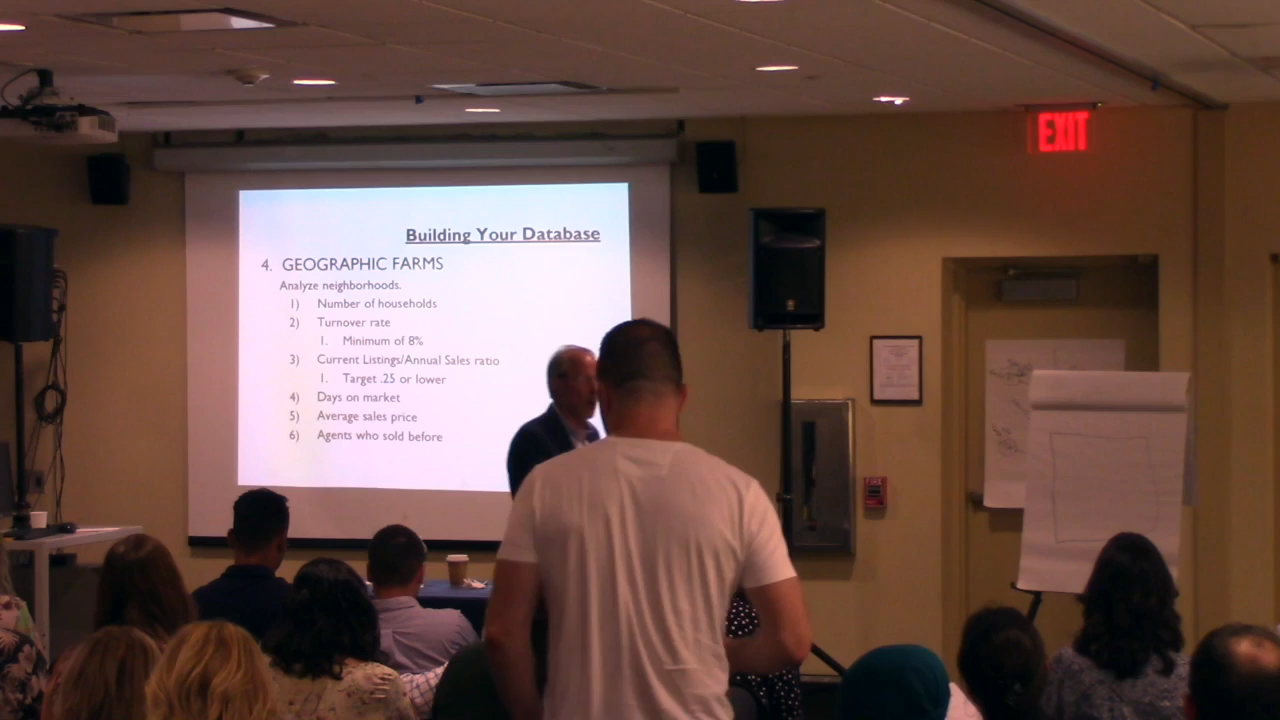 Building Your Database
4. GEOGRAPHIC FARMS
Analyze neighborhoods.
1) Number of households
2) Turnover rate
1. Minimum of 8%
3) Current Listings/Annual Sales ratio
1. Target .25 or lower
4) Days on market
5) Average sales price
6) Agents who sold before
EXIT
FIRE